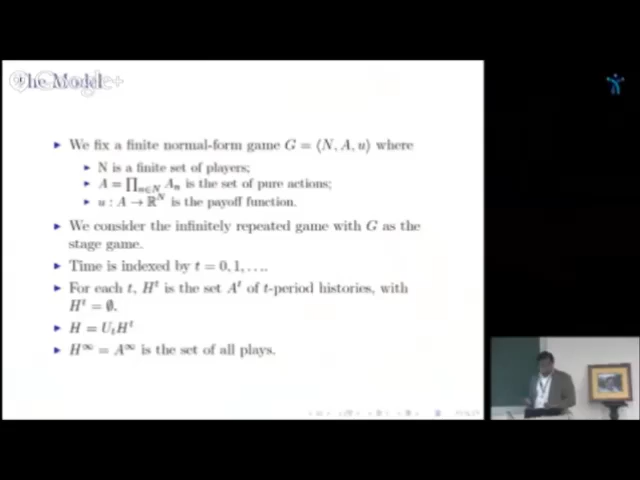 The Model
Google+
▶ We fix a finite normal-form game G = ⟨N, A, u⟩ where
▶ N is a finite set of players;
▶ A = ∏ₙ∈N Aₙ is the set of pure actions;
▶ u : A → ℝᴺ is the payoff function.
▶ We consider the infinitely repeated game with G as the
stage game.
▶ Time is indexed by t = 0, 1, . . . .
▶ For each t, Hᵗ is the set Aᵗ of t-period histories, with
Hᵗ = ∅.
▶ H = UₜHᵗ
▶ H∞ = A∞ is the set of all plays.